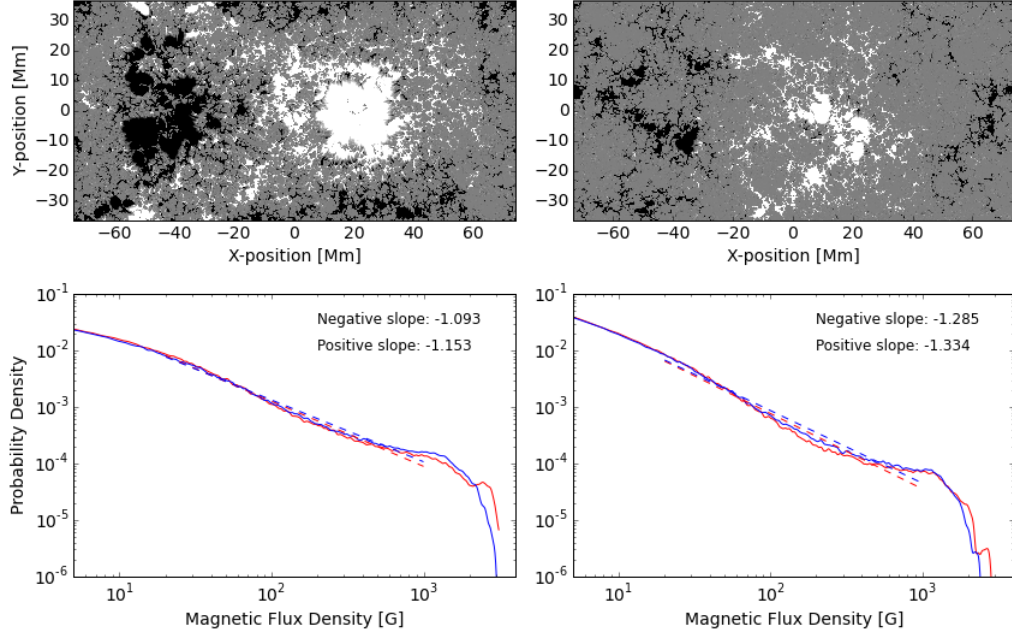 30
20
10
0
−10
−20
−30
Y-position [Mm]
−60 −40 −20 0 20 40 60
X-position [Mm]
30
20
10
0
−10
−20
−30
−60 −40 −20 0 20 40 60
X-position [Mm]
10^-1
10^-2
10^-3
10^-4
10^-5
10^-6
Probability Density
Negative slope: -1.093
Positive slope: -1.153
10^1 10^2 10^3
Magnetic Flux Density [G]
10^-1
10^-2
10^-3
10^-4
10^-5
10^-6
Negative slope: -1.285
Positive slope: -1.334
10^1 10^2 10^3
Magnetic Flux Density [G]